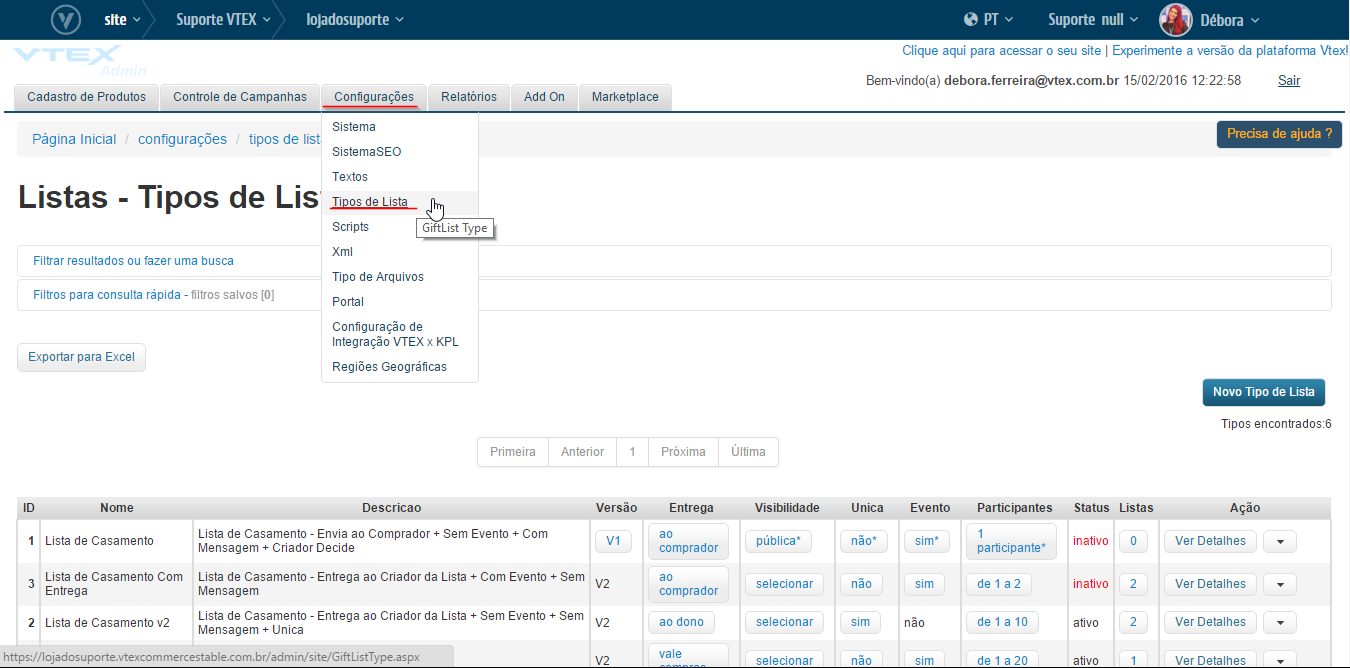 site
Suporte VTEX
lojadosuporte
PT
Suporte null
Débora
VTEX
Admin
Clique aqui para acessar o seu site | Experimente a versão da plataforma Vtex!
Bem-vindo(a) debora.ferreira@vtex.com.br 15/02/2016 12:22:58
Sair
Cadastro de Produtos
Controle de Campanhas
Configurações
Relatórios
Add On
Marketplace
Sistema
SistemaSEO
Textos
Tipos de Lista
GiftList Type
Scripts
Xml
Tipo de Arquivos
Portal
Configuração de
Integração VTEX x KPL
Regiões Geográficas
Página Inicial / configurações / tipos de list
Precisa de ajuda ?
Listas - Tipos de Lis
Filtrar resultados ou fazer uma busca
Filtros para consulta rápida - filtros salvos [0]
Exportar para Excel
Novo Tipo de Lista
Tipos encontrados:6
Primeira Anterior 1 Próxima Última
ID Nome Descricao Versão Entrega Visibilidade Unica Evento Participantes Status Listas Ação
1 Lista de Casamento
Lista de Casamento - Envia ao Comprador + Sem Evento + Com
Mensagem + Criador Decide
V1
ao
comprador
pública*
não*
sim*
1
participante*
inativo
0
Ver Detalhes
3
Lista de Casamento Com
Entrega
Lista de Casamento - Entrega ao Criador da Lista + Com Evento + Sem
Mensagem
V2
ao
comprador
selecionar
não
sim
de 1 a 2
inativo
2
Ver Detalhes
2 Lista de Casamento v2
Lista de Casamento - Entrega ao Criador da Lista + Sem Evento + Sem
Mensagem + Unica
V2
ao dono
selecionar
sim
não
de 1 a 10
ativo
2
Ver Detalhes
V2
vale
selecionar
não
sim
de 1 a 20
ativo
1
Ver Detalhes
https://lojadosuporte.vtexcommercestable.com.br/admin/site/GiftListType.aspx